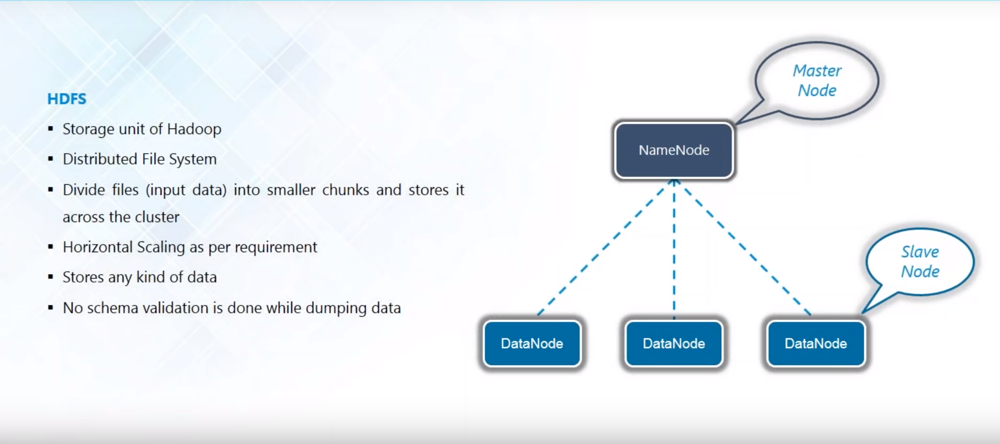 HDFS
▪ Storage unit of Hadoop
▪ Distributed File System
▪ Divide files (input data) into smaller chunks and stores it
across the cluster
▪ Horizontal Scaling as per requirement
▪ Stores any kind of data
▪ No schema validation is done while dumping data
Master
Node
NameNode
Slave
Node
DataNode
DataNode
DataNode